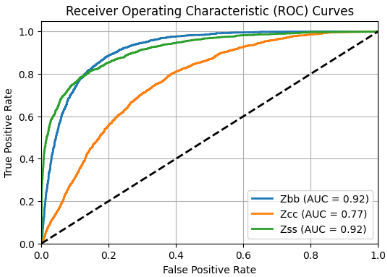 Receiver Operating Characteristic (ROC) Curves
True Positive Rate
1.0
0.8
0.6
0.4
0.2
0.0
Zbb (AUC = 0.92)
Zcc (AUC = 0.77)
Zss (AUC = 0.92)
0.0 0.2 0.4 0.6 0.8 1.0
False Positive Rate